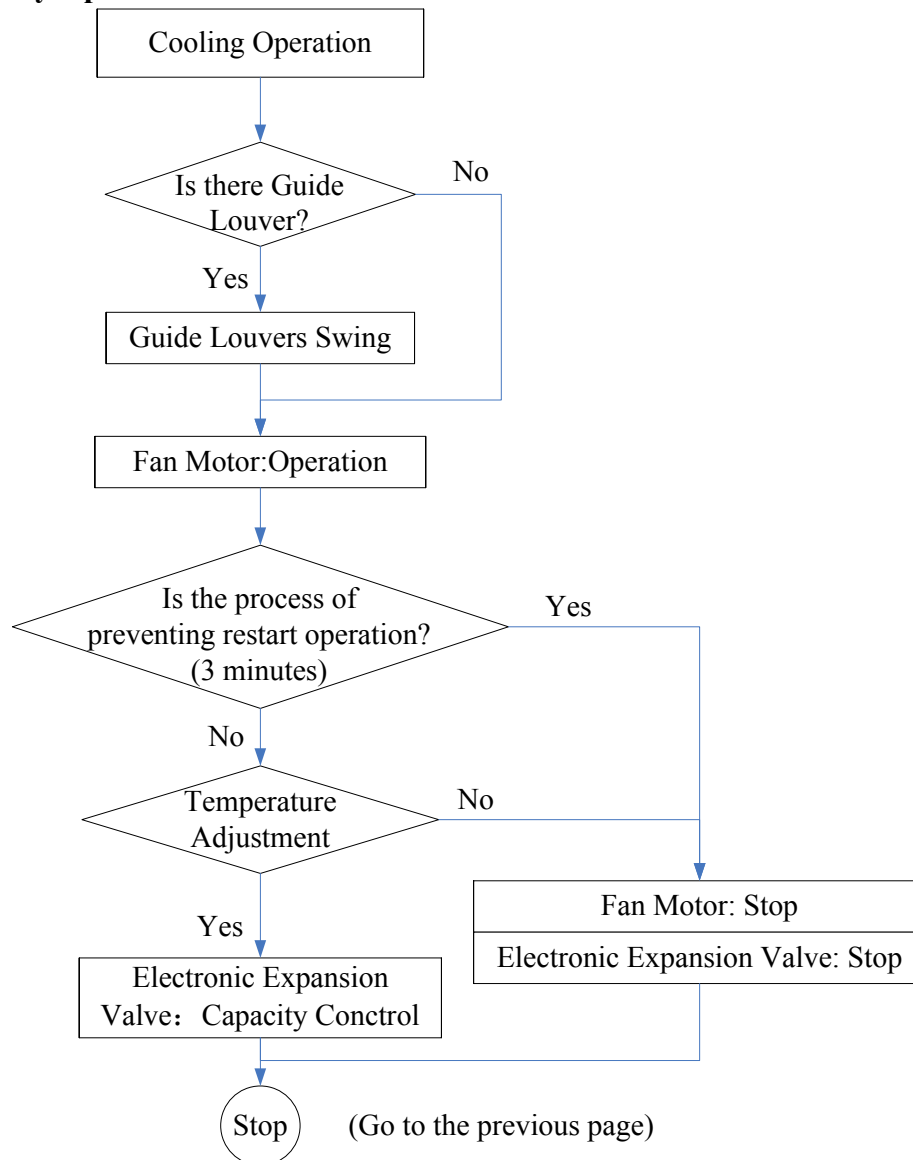 Cooling Operation
Is there Guide
Louver?
No
Yes
Guide Louvers Swing
Fan Motor:Operation
Is the process of
preventing restart operation?
(3 minutes)
Yes
No
Temperature
Adjustment
No
Yes
Fan Motor: Stop
Electronic Expansion Valve: Stop
Electronic Expansion
Valve：Capacity Conctrol
Stop
(Go to the previous page)